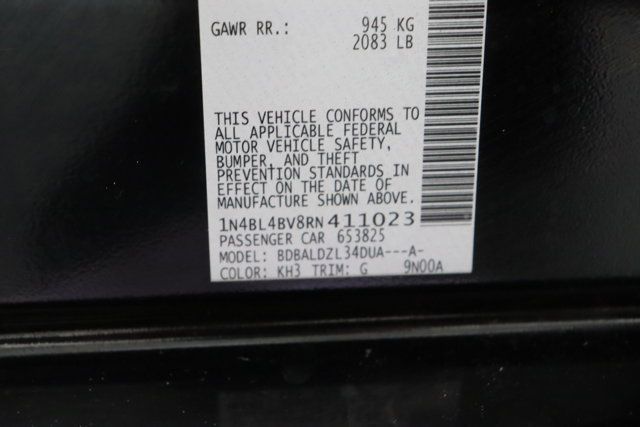 GAWR RR.: 945 KG
2083 LB
THIS VEHICLE CONFORMS TO
ALL APPLICABLE FEDERAL
MOTOR VEHICLE SAFETY,
BUMPER, AND THEFT
PREVENTION STANDARDS IN
EFFECT ON THE DATE OF
MANUFACTURE SHOWN ABOVE.
1N4BL4BV8RN411023
PASSENGER CAR 653825
MODEL: BDBALDZL34DUA---A-
COLOR: KH3 TRIM: G 9N00A